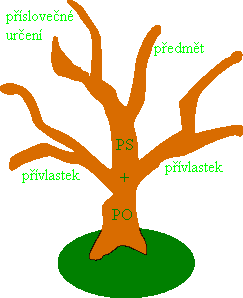 příslovečné
určení
předmět
PS
přívlastek
přívlastek
+
PO